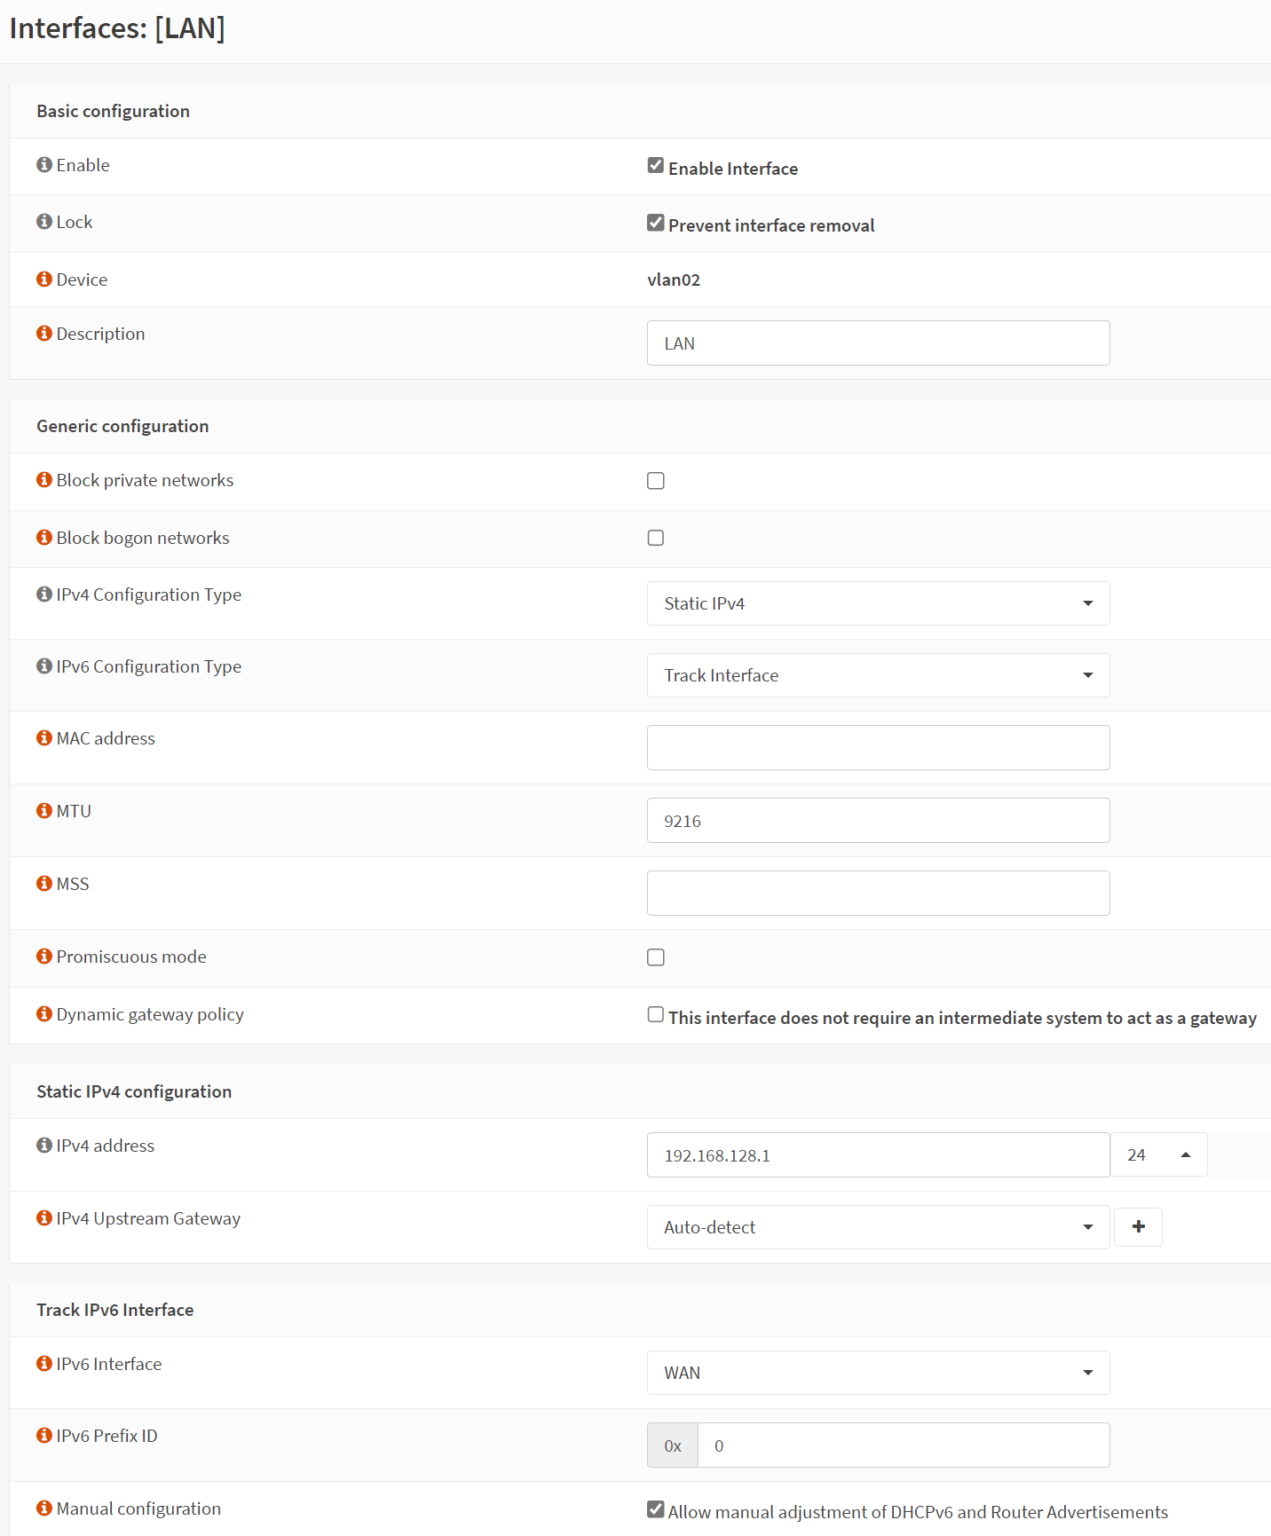 Interfaces: [LAN]
Basic configuration
Enable
Enable Interface
Lock
Prevent interface removal
Device
vlan02
Description
LAN
Generic configuration
Block private networks
Block bogon networks
IPv4 Configuration Type
Static IPv4
IPv6 Configuration Type
Track Interface
MAC address
MTU
9216
MSS
Promiscuous mode
Dynamic gateway policy
This interface does not require an intermediate system to act as a gateway
Static IPv4 configuration
IPv4 address
192.168.128.1 24
IPv4 Upstream Gateway
Auto-detect
Track IPv6 Interface
IPv6 Interface
WAN
IPv6 Prefix ID
0x 0
Manual configuration
Allow manual adjustment of DHCPv6 and Router Advertisements